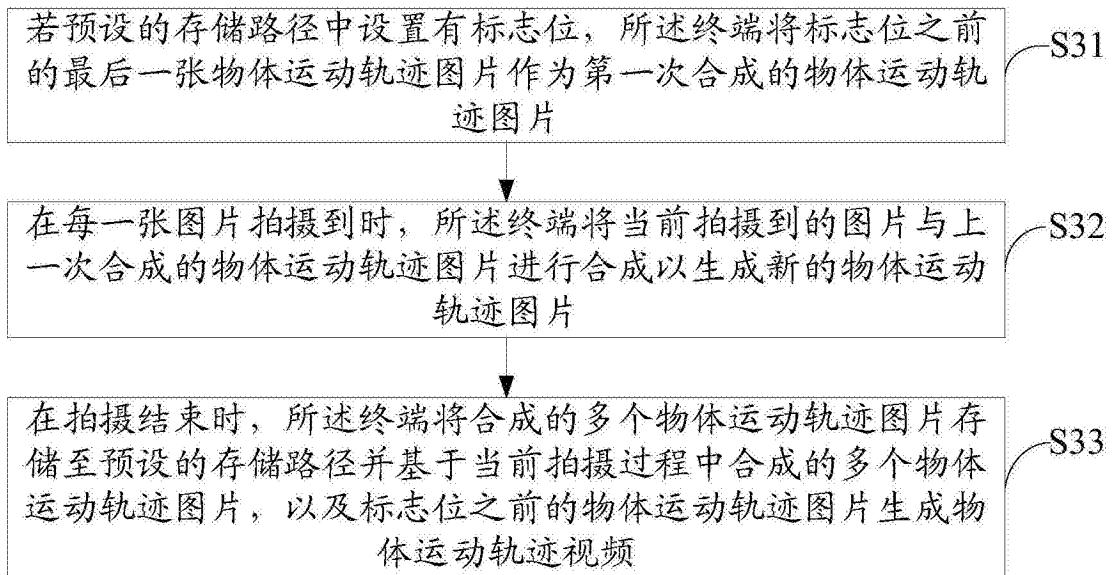 若预设的存储路径中设置有标志位，所述终端将标志位之前
的最后一张物体运动轨迹图片作为第一次合成的物体运动轨
迹图片
S31
在每一张图片拍摄到时，所述终端将当前拍摄到的图片与上
一次合成的物体运动轨迹图片进行合成以生成新的物体运动
轨迹图片
S32
在拍摄结束时，所述终端将合成的多个物体运动轨迹图片存
储至预设的存储路径并基于当前拍摄过程中合成的多个物体
运动轨迹图片，以及标志位之前的物体运动轨迹图片生成物
体运动轨迹视频
S33